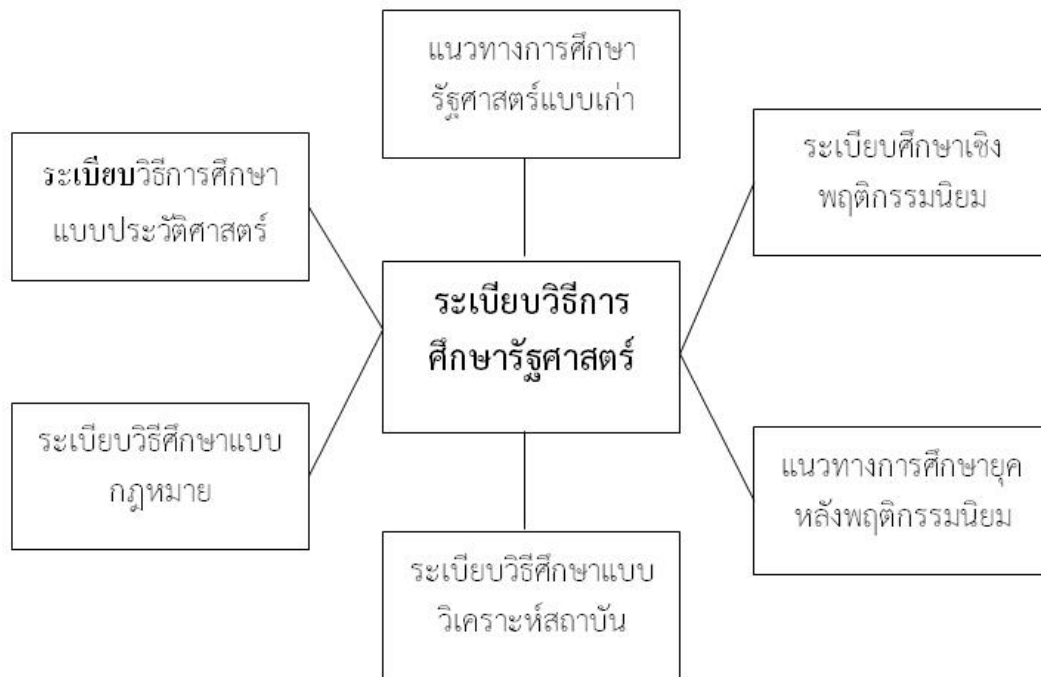 แนวทางการศึกษา
รัฐศาสตร์แบบเก่า
ระเบียบวิธีการศึกษา
แบบประวัติศาสตร์
ระเบียบศึกษาเชิง
พฤติกรรมนิยม
ระเบียบวิธีการ
ศึกษารัฐศาสตร์
ระเบียบวิธีศึกษาแบบ
กฎหมาย
แนวทางการศึกษายุค
หลังพฤติกรรมนิยม
ระเบียบวิธีศึกษาแบบ
วิเคราะห์สถาบัน